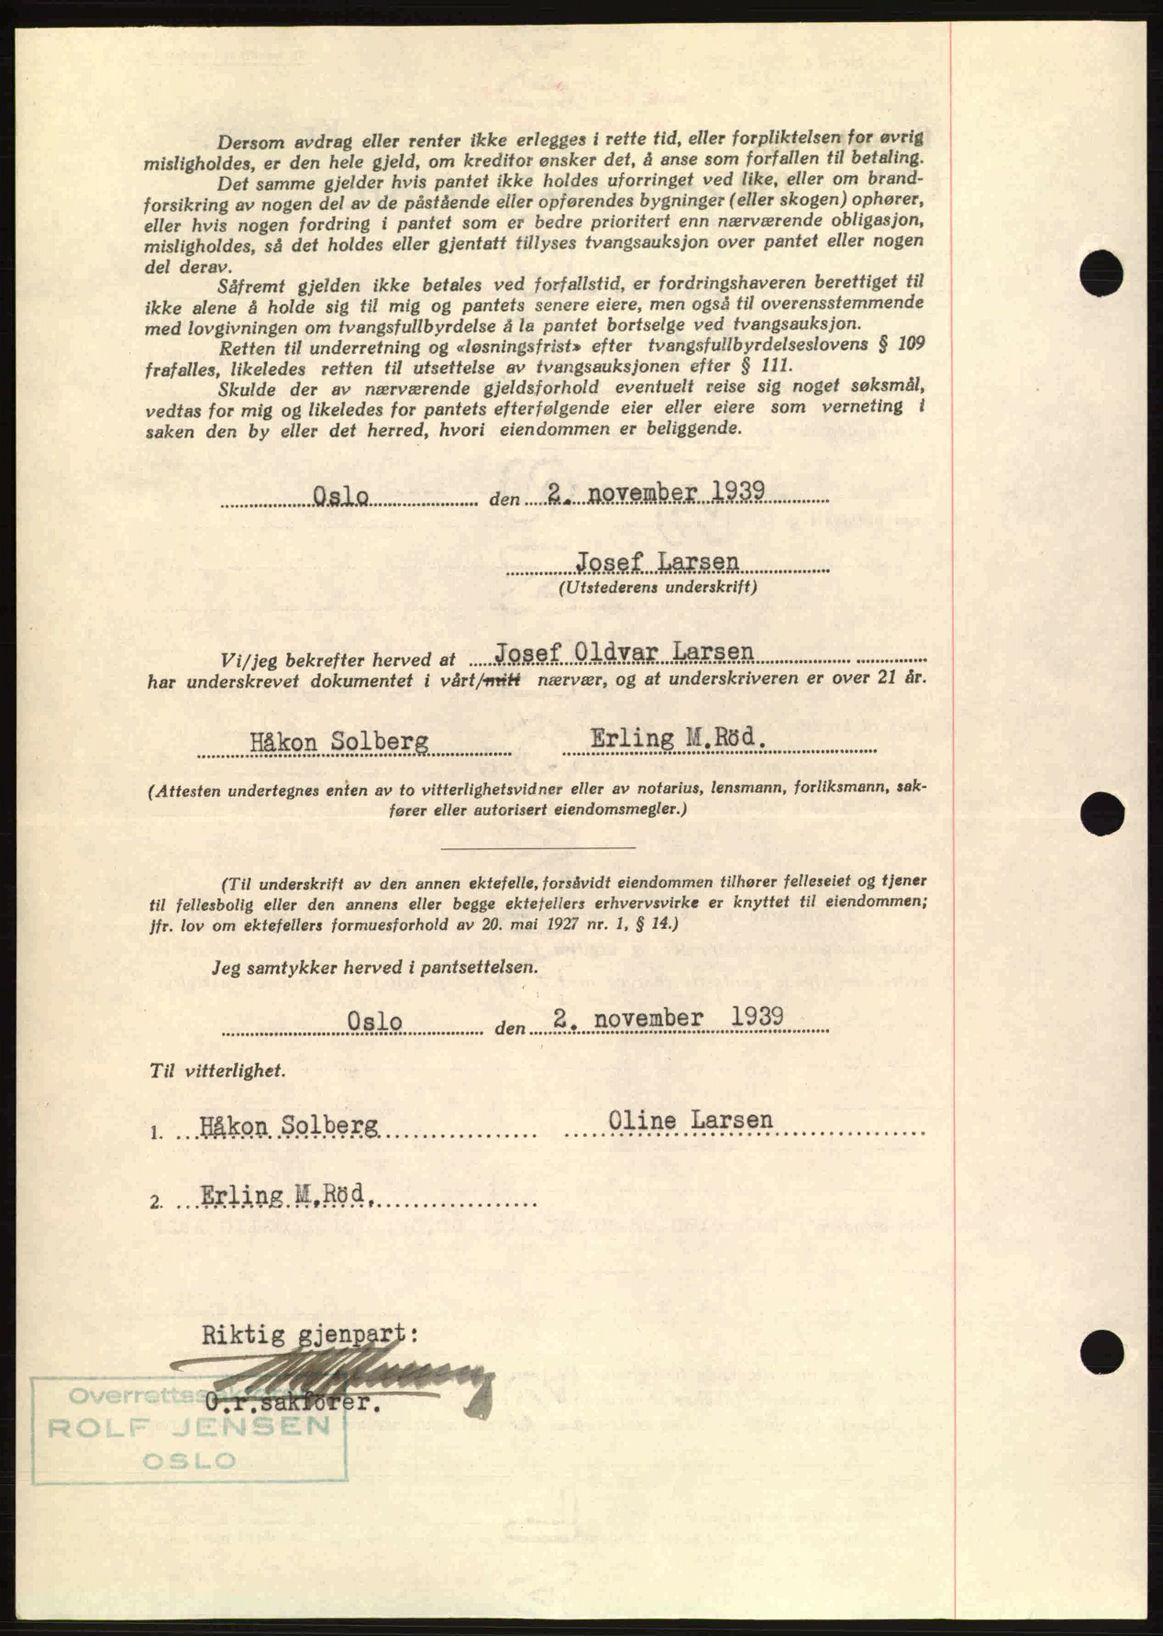 Dersom avdrag eller renter ikke erlegges i rette tid, eller forpliktelsen for øvrig
misligholdes, er den hele gjeld, om kreditor ønsker det, å anse som forfallen til betaling.
Det samme gjelder hvis pantet ikke holdes uforringet ved like, eller om brand-
forsikring av nogen del av de påstående eller opførendes bygninger (eller skogen) ophører,
eller hvis nogen fordring i pantet som er bedre prioritert enn nærværende obligasjon,
misligholdes, så det holdes eller gjentatt tillyses tvangsauksjon over pantet eller nogen
del derav.
Såfremt gjelden ikke betales ved forfallstid, er fordringshaveren berettiget til
ikke alene å holde sig til mig og pantets senere eiere, men også til overensstemmende
med lovgivningen om tvangsfullbyrdelse å la pantet bortselge ved tvangsauksjon.
Retten til underretning og «løsningsfrist» efter tvangsfullbyrdelseslovens § 109
frafalles, likeledes retten til utsettelse av tvangsauksjonen efter § 111.
Skulde der av nærværende gjeldsforhold eventuelt reise sig noget søksmål,
vedtas for mig og likeledes for pantets efterfølgende eier eller eiere som verneting i
saken den by eller det herred, hvori eiendommen er beliggende.
Oslo den 2. november 1939
Josef Larsen
(Utstederens underskrift)
Vi/jeg bekrefter herved at Josef Oldvar Larsen
har underskrevet dokumentet i vårt/mitt nærvær, og at underskriveren er over 21 år.
Håkon Solberg Erling M.Röd.
(Attesten undertegnes enten av to vitterlighetsvidner eller av notarius, lensmann, forliksmann, sak-
fører eller autorisert eiendomsmegler.)
(Til underskrift av den annen ektefelle, forsåvidt eiendommen tilhører felleseiet og tjener
til fellesbolig eller den annens eller begge ektefellers erhvervsvirke er knyttet til eiendommen;
jfr. lov om ektefellers formuesforhold av 20. mai 1927 nr. 1, § 14.)
Jeg samtykker herved i pantsettelsen.
Oslo den 2. november 1939
Til vitterlighet.
1. Håkon Solberg Oline Larsen
2. Erling M.Röd.
Riktig gjenpart:
O.r.sakfører.
ROLF JENSEN
OSLO